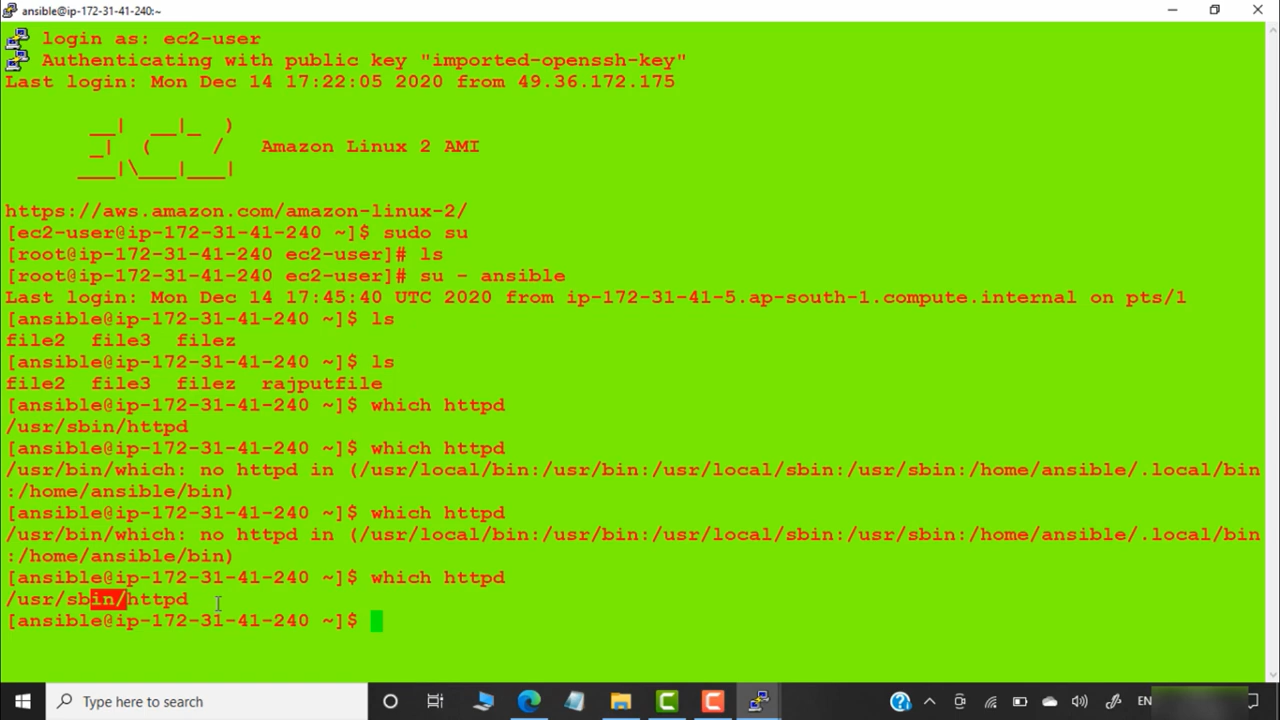 ansible@ip-172-31-41-240:~
login as: ec2-user
Authenticating with public key "imported-openssh-key"
Last login: Mon Dec 14 17:22:05 2020 from 49.36.172.175
__|  __|_  )
_|  (     /   Amazon Linux 2 AMI
___|\___|___|
https://aws.amazon.com/amazon-linux-2/
[ec2-user@ip-172-31-41-240 ~]$ sudo su
[root@ip-172-31-41-240 ec2-user]# ls
[root@ip-172-31-41-240 ec2-user]# su - ansible
Last login: Mon Dec 14 17:45:40 UTC 2020 from ip-172-31-41-5.ap-south-1.compute.internal on pts/1
[ansible@ip-172-31-41-240 ~]$ ls
file2  file3  filez
[ansible@ip-172-31-41-240 ~]$ ls
file2  file3  filez  rajputfile
[ansible@ip-172-31-41-240 ~]$ which httpd
/usr/sbin/httpd
[ansible@ip-172-31-41-240 ~]$ which httpd
/usr/bin/which: no httpd in (/usr/local/bin:/usr/bin:/usr/local/sbin:/usr/sbin:/home/ansible/.local/bin
:/home/ansible/bin)
[ansible@ip-172-31-41-240 ~]$ which httpd
/usr/bin/which: no httpd in (/usr/local/bin:/usr/bin:/usr/local/sbin:/usr/sbin:/home/ansible/.local/bin
:/home/ansible/bin)
[ansible@ip-172-31-41-240 ~]$ which httpd
/usr/sbin/httpd
[ansible@ip-172-31-41-240 ~]$
Type here to search
EN